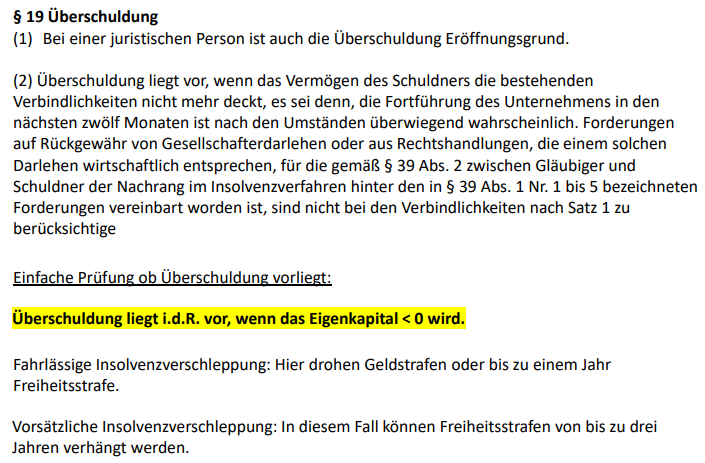 § 19 Überschuldung
(1) Bei einer juristischen Person ist auch die Überschuldung Eröffnungsgrund.
(2) Überschuldung liegt vor, wenn das Vermögen des Schuldners die bestehenden
Verbindlichkeiten nicht mehr deckt, es sei denn, die Fortführung des Unternehmens in den
nächsten zwölf Monaten ist nach den Umständen überwiegend wahrscheinlich. Forderungen
auf Rückgewähr von Gesellschafterdarlehen oder aus Rechtshandlungen, die einem solchen
Darlehen wirtschaftlich entsprechen, für die gemäß § 39 Abs. 2 zwischen Gläubiger und
Schuldner der Nachrang im Insolvenzverfahren hinter den in § 39 Abs. 1 Nr. 1 bis 5 bezeichneten
Forderungen vereinbart worden ist, sind nicht bei den Verbindlichkeiten nach Satz 1 zu
berücksichtige
Einfache Prüfung ob Überschuldung vorliegt:
Überschuldung liegt i.d.R. vor, wenn das Eigenkapital < 0 wird.
Fahrlässige Insolvenzverschleppung: Hier drohen Geldstrafen oder bis zu einem Jahr
Freiheitsstrafe.
Vorsätzliche Insolvenzverschleppung: In diesem Fall können Freiheitsstrafen von bis zu drei
Jahren verhängt werden.